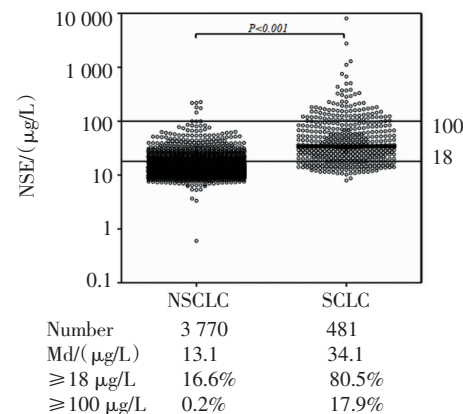 P<0.001
10 000
1 000
100
10
1
0.1
NSE/(μg/L)
100
18
NSCLC SCLC
Number 3 770 481
Md/(μg/L) 13.1 34.1
≥18 μg/L 16.6% 80.5%
≥100 μg/L 0.2% 17.9%